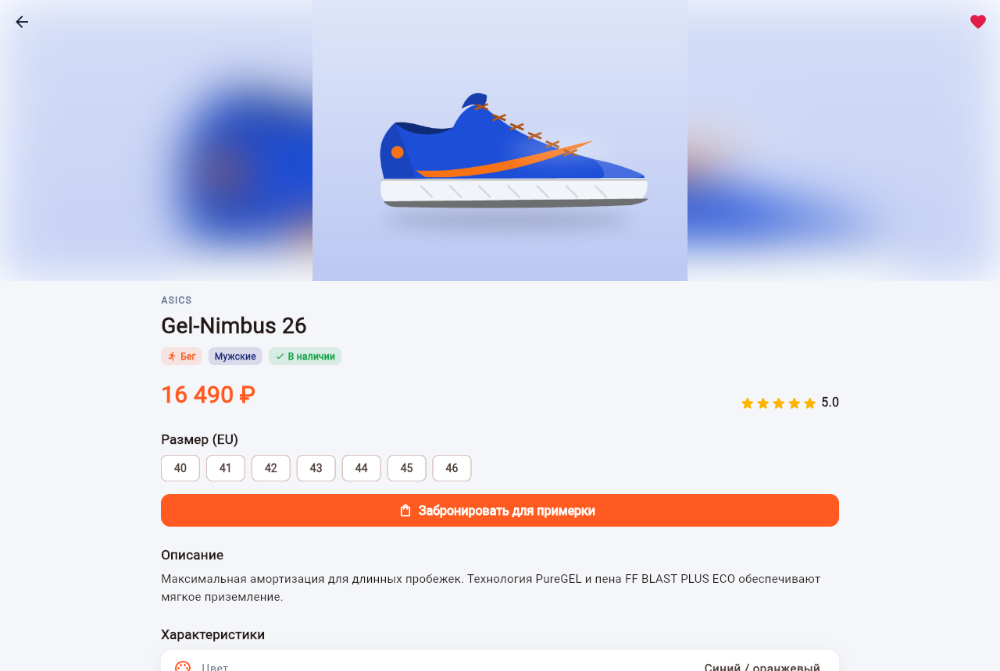 ASICS
Gel-Nimbus 26
Бег
Мужские
В наличии
16 490 ₽
5.0
Размер (EU)
40 41 42 43 44 45 46
Забронировать для примерки
Описание
Максимальная амортизация для длинных пробежек. Технология PureGEL и пена FF BLAST PLUS ECO обеспечивают
мягкое приземление.
Характеристики
Цвет
Синий / оранжевый